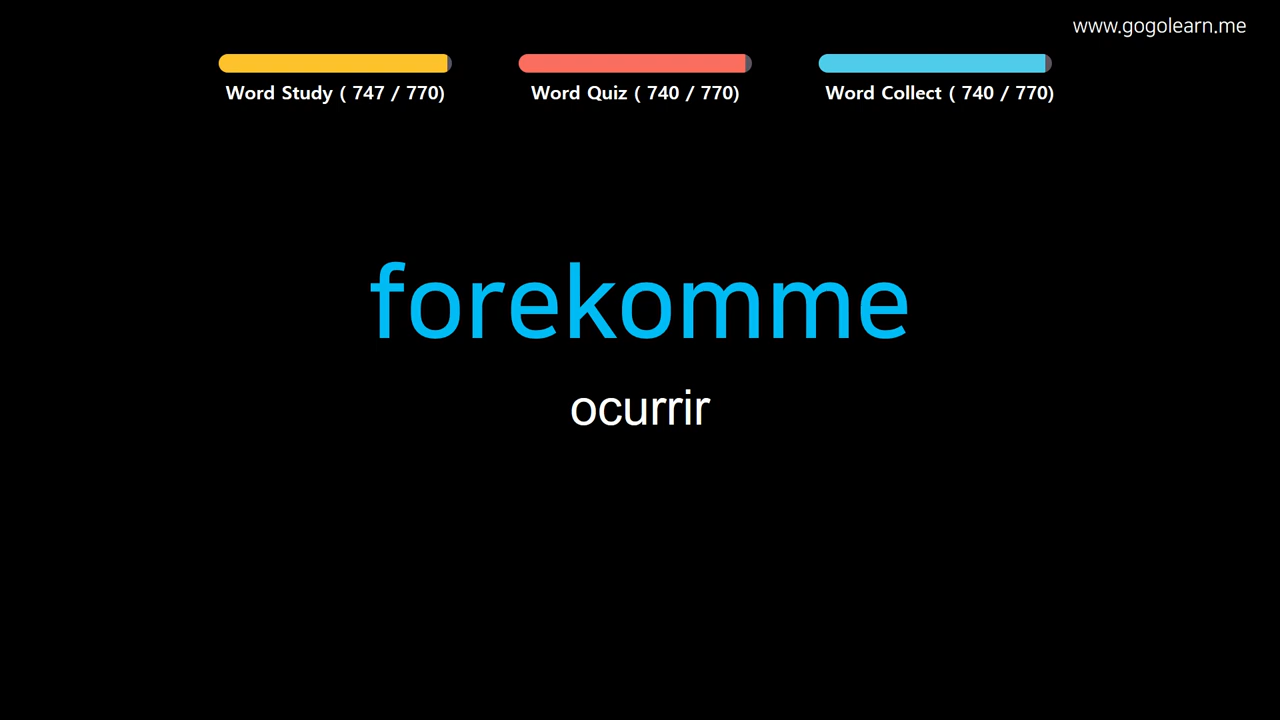 www.gogolearn.me
Word Study ( 747 / 770)
Word Quiz ( 740 / 770)
Word Collect ( 740 / 770)
forekomme
ocurrir